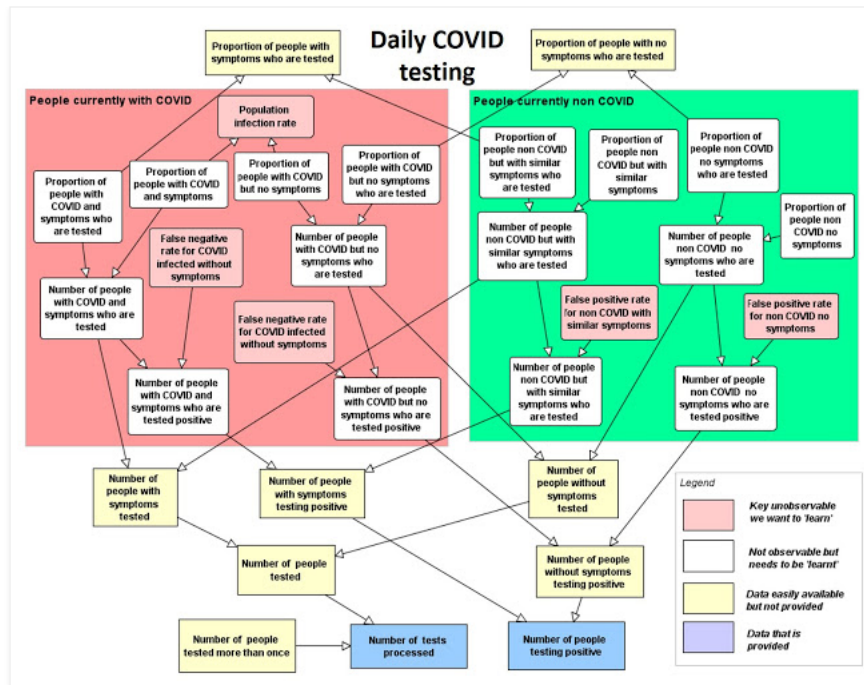 Proportion of people with
symptoms who are tested
Daily COVID
testing
Proportion of people with no
symptoms who are tested
People currently with COVID
Population
infection rate
Proportion of
people with
COVID and
symptoms who
are tested
Proportion of
people with COVID
and symptoms
Proportion of
people with COVID
but no symptoms
Proportion of
people with COVID
but no symptoms
who are tested
False negative
rate for COVID
infected without
symptoms
Number of people
with COVID but no
symptoms who
are tested
Number of people
with COVID and
symptoms who are
tested
False negative rate
for COVID infected
without symptoms
Number of people
with COVID and
symptoms who are
tested positive
Number of people
with COVID but no
symptoms who are
tested positive
People currently non COVID
Proportion of
people non COVID
but with similar
symptoms who
are tested
Proportion of
people non
COVID but with
similar
symptoms
Proportion of
people non COVID
no symptoms who
are tested
Proportion of
people non
COVID no
symptoms
Number of people
non COVID but with
similar symptoms
who are tested
Number of people
non COVID no
symptoms who are
tested
False positive rate
for non COVID with
similar symptoms
False positive rate
for non COVID no
symptoms
Number of people
non COVID but
with similar
symptoms who
are tested
Number of people
non COVID no
symptoms who are
tested positive
Number of
people with
symptoms
tested
Number of people
with symptoms
testing positive
Number of
people without
symptoms
tested
Number of people
tested
Number of people
without symptoms
testing positive
Number of people
tested more than once
Number of tests
processed
Number of people
testing positive
Legend
Key unobservable
we want to 'learn'
Not observable but
needs to be 'learnt'
Data easily available
but not provided
Data that is
provided